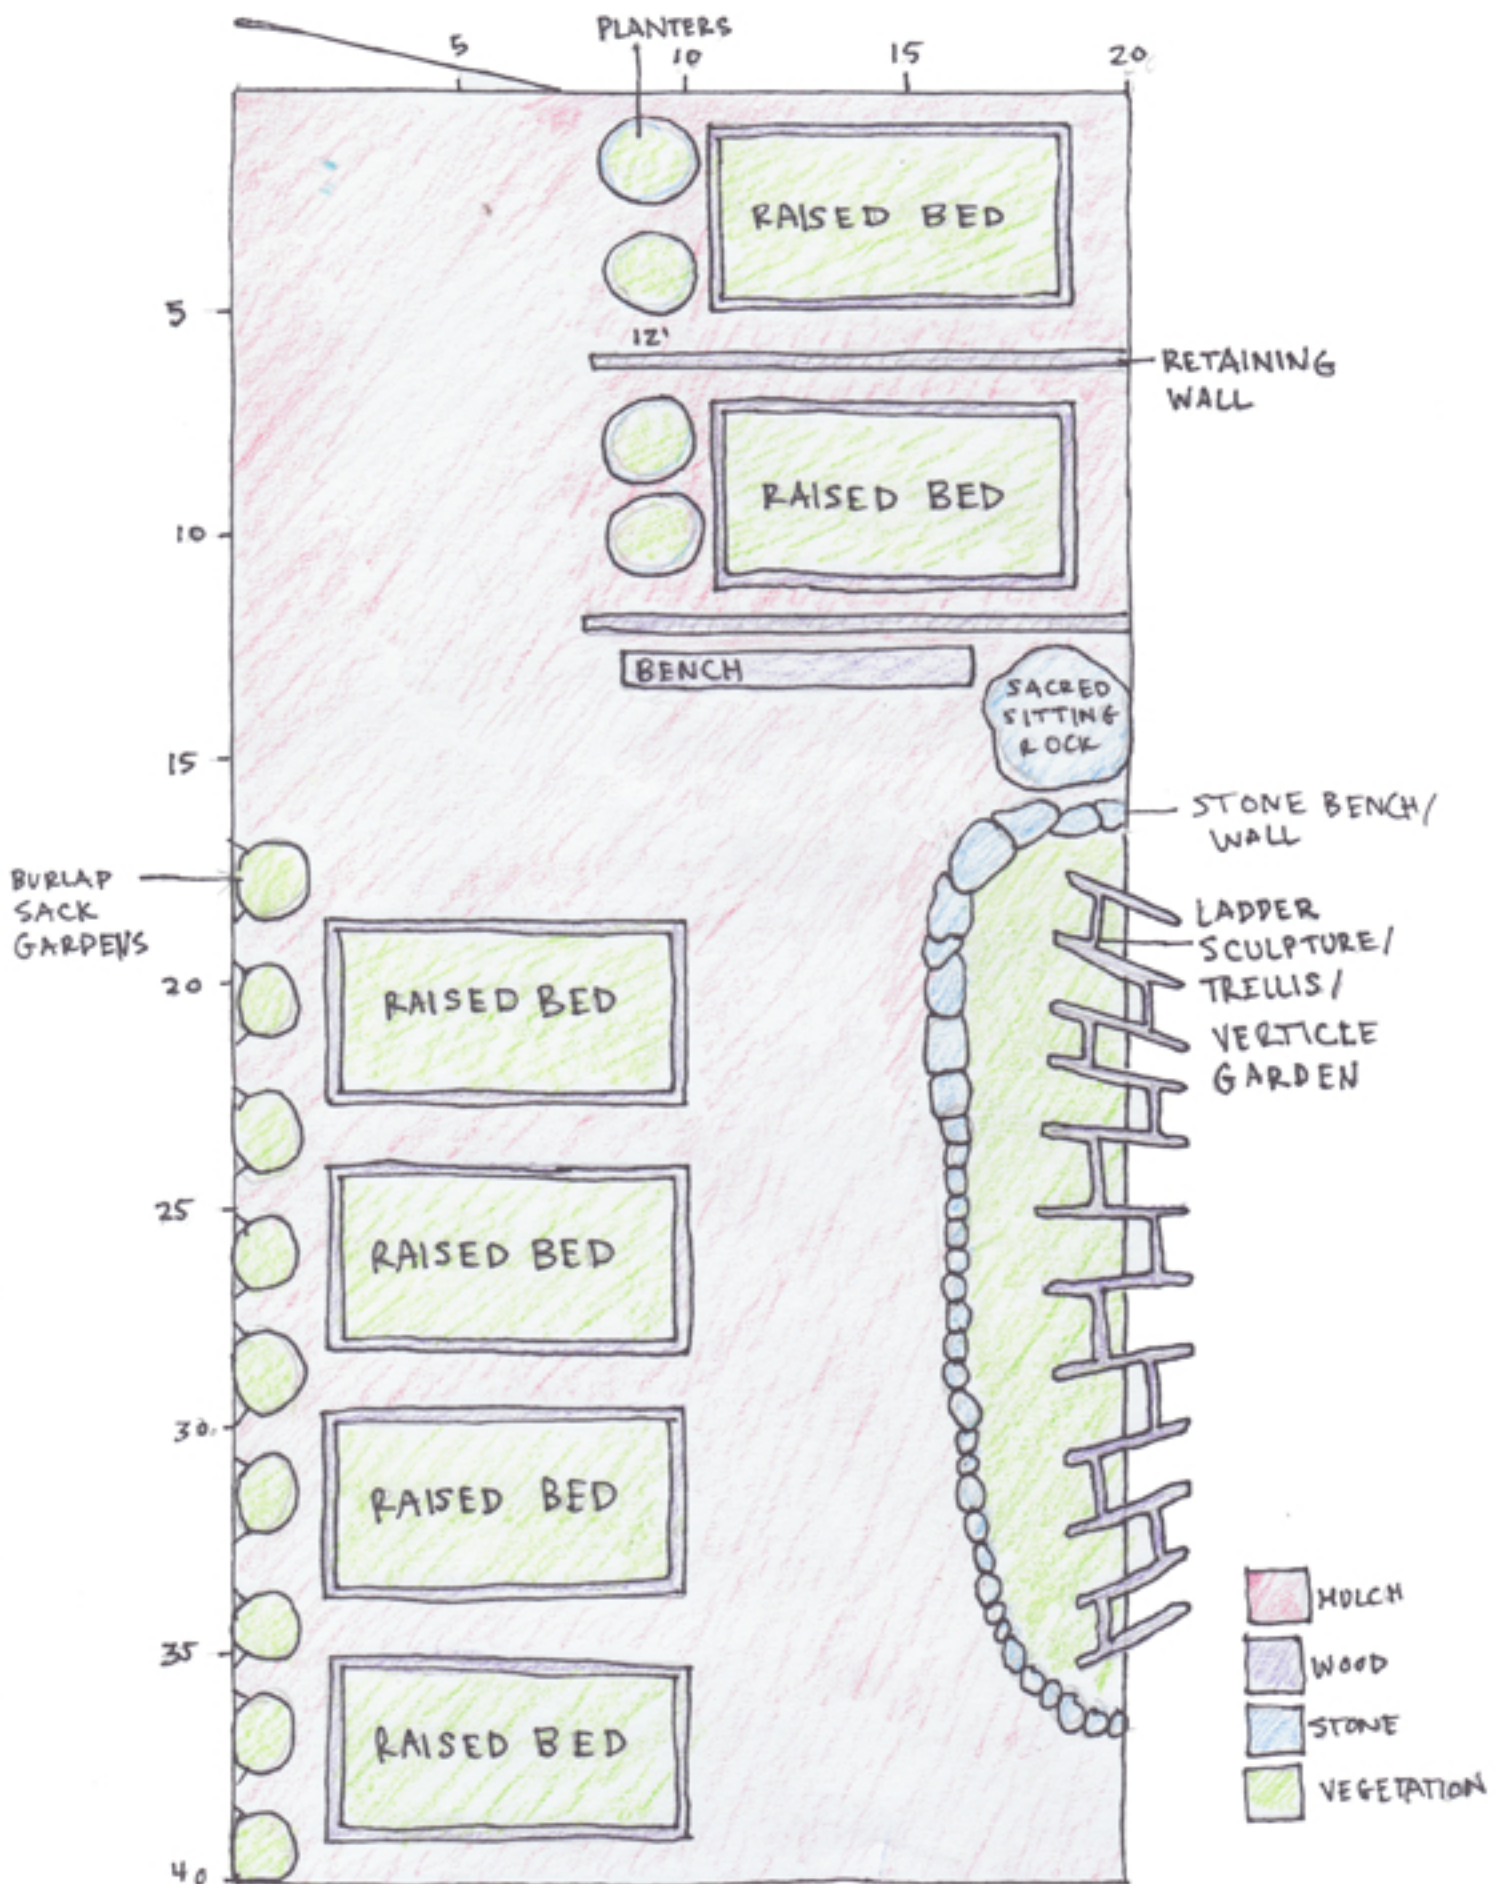 PLANTERS
5
10
15
20
RAISED BED
5
12'
RETAINING
WALL
RAISED BED
10
BENCH
SACRED
SITTING
ROCK
15
STONE BENCH/
WALL
BURLAP
SACK
GARDENS
LADDER
SCULPTURE/
TRELLIS/
VERTICLE
GARDEN
20
RAISED BED
25
RAISED BED
30
RAISED BED
35
RAISED BED
40
MULCH
WOOD
STONE
VEGETATION